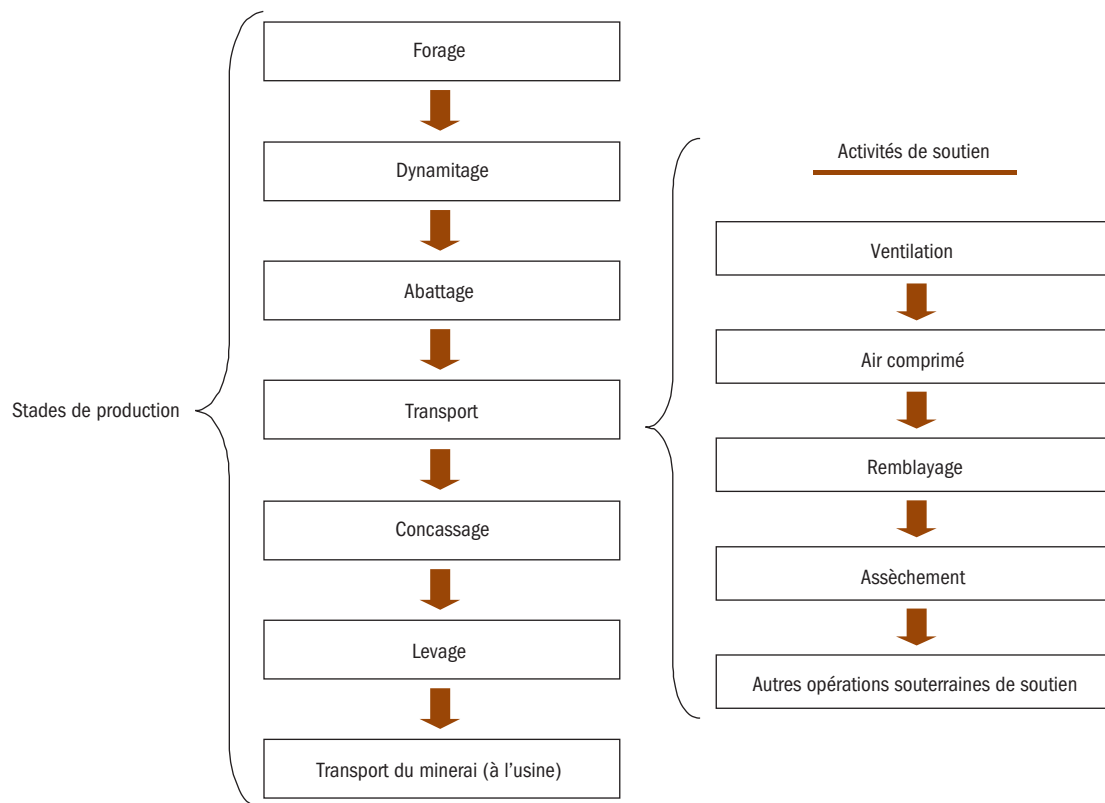 Stades de production
Forage
Dynamitage
Abattage
Transport
Concassage
Levage
Transport du minerai (à l'usine)
Activités de soutien
Ventilation
Air comprimé
Remblayage
Assèchement
Autres opérations souterraines de soutien